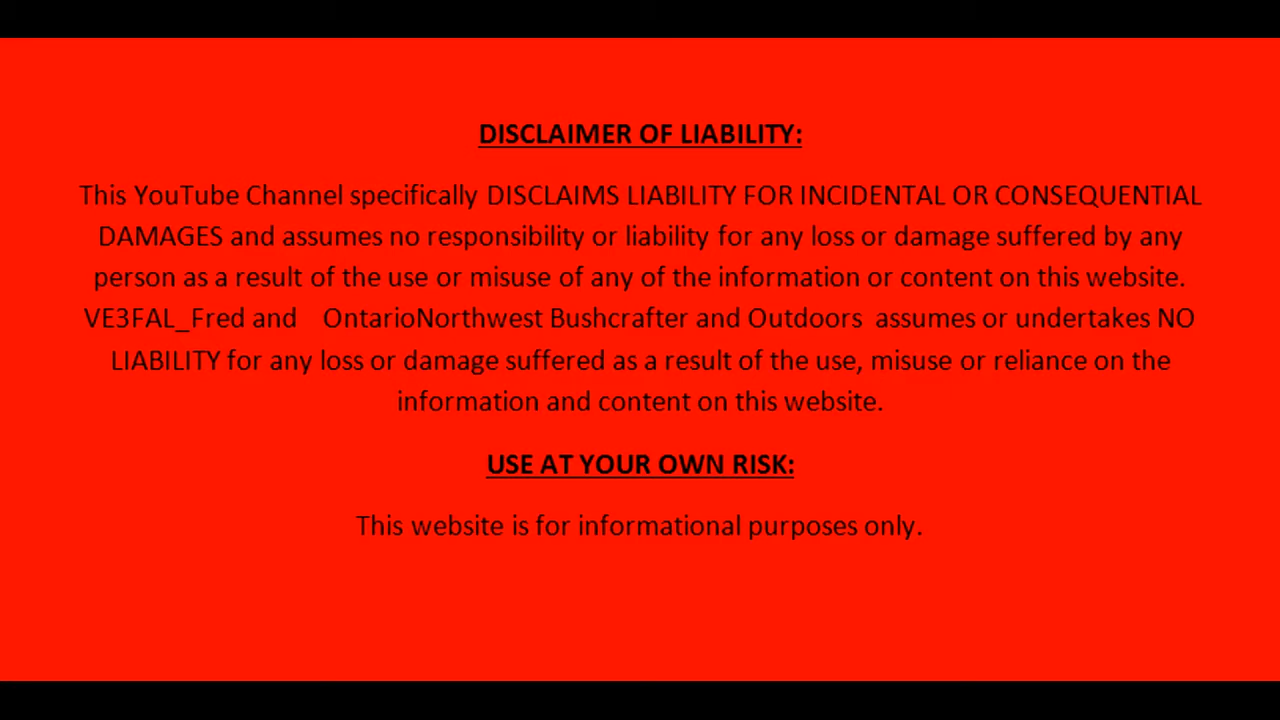 DISCLAIMER OF LIABILITY:
This YouTube Channel specifically DISCLAIMS LIABILITY FOR INCIDENTAL OR CONSEQUENTIAL
DAMAGES and assumes no responsibility or liability for any loss or damage suffered by any
person as a result of the use or misuse of any of the information or content on this website.
VE3FAL_Fred and OntarioNorthwest Bushcrafter and Outdoors assumes or undertakes NO
LIABILITY for any loss or damage suffered as a result of the use, misuse or reliance on the
information and content on this website.
USE AT YOUR OWN RISK:
This website is for informational purposes only.